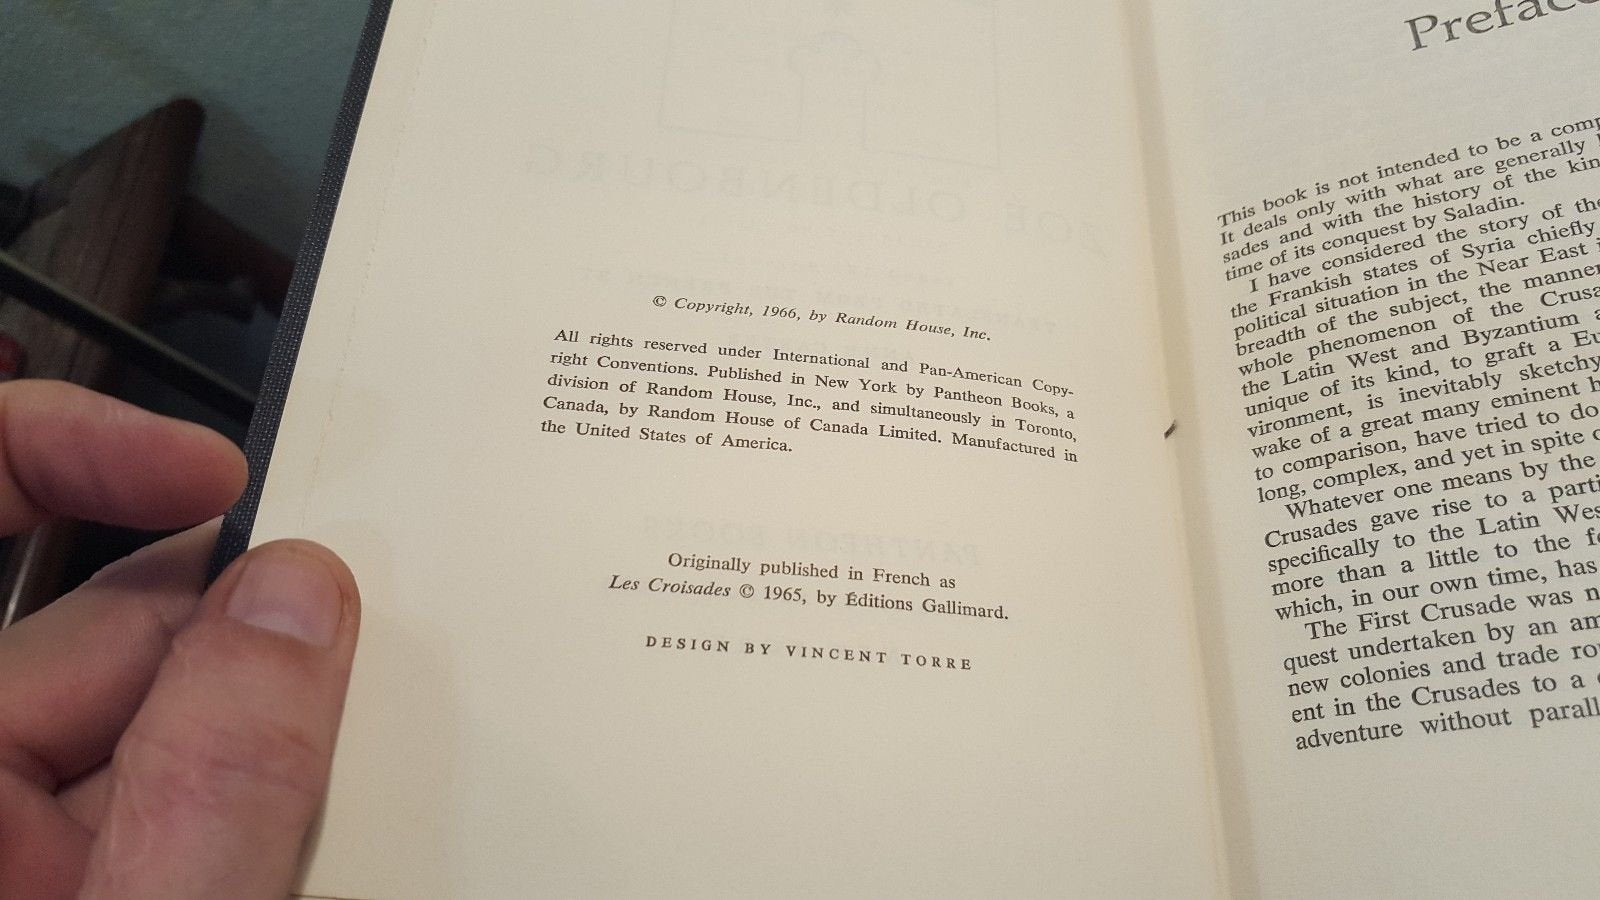 © Copyright, 1966, by Random House, Inc.
All rights reserved under International and Pan-American Copy-
right Conventions. Published in New York by Pantheon Books, a
division of Random House, Inc., and simultaneously in Toronto,
Canada, by Random House of Canada Limited. Manufactured in
the United States of America.
Originally published in French as
Les Croisades © 1965, by Éditions Gallimard.
DESIGN BY VINCENT TORRE
Preface
This book is not intended to be a comp
It deals only with what are generally
sades and with the history of the kin
time of its conquest by Saladin.
I have considered the story of the
the Frankish states of Syria chiefly
political situation in the Near East
breadth of the subject, the manner
whole phenomenon of the Crusa
the Latin West and Byzantium a
unique of its kind, to graft a Eu
vironment, is inevitably sketchy
wake of a great many eminent h
to comparison, have tried to do
long, complex, and yet in spite o
Whatever one means by the
Crusades gave rise to a parti
specifically to the Latin Wes
more than a little to the fo
which, in our own time, has
The First Crusade was n
quest undertaken by an am
new colonies and trade rou
ent in the Crusades to a
adventure without parall